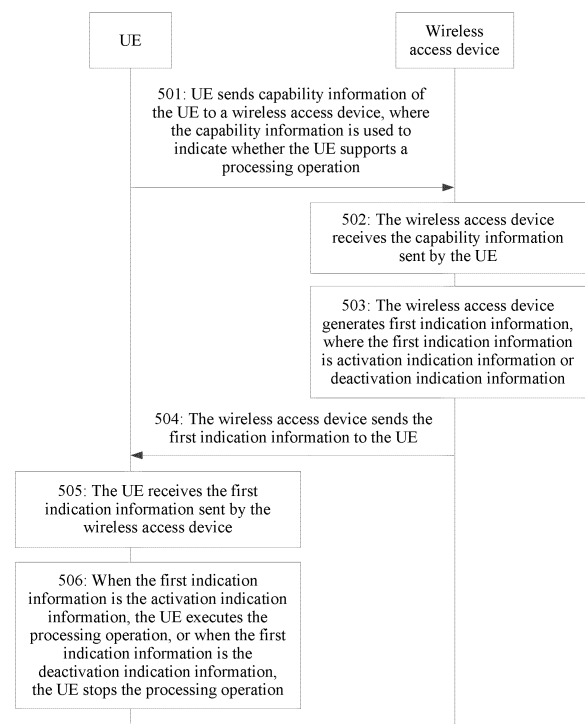 UE
Wireless
access device
501: UE sends capability information of
the UE to a wireless access device, where
the capability information is used to
indicate whether the UE supports a
processing operation
502: The wireless access device
receives the capability information
sent by the UE
503: The wireless access device
generates first indication information,
where the first indication information
is activation indication information or
deactivation indication information
504: The wireless access device sends the
first indication information to the UE
505: The UE receives the first
indication information sent by the
wireless access device
506: When the first indication
information is the activation indication
information, the UE executes the
processing operation, or when the first
indication information is the
deactivation indication information,
the UE stops the processing operation